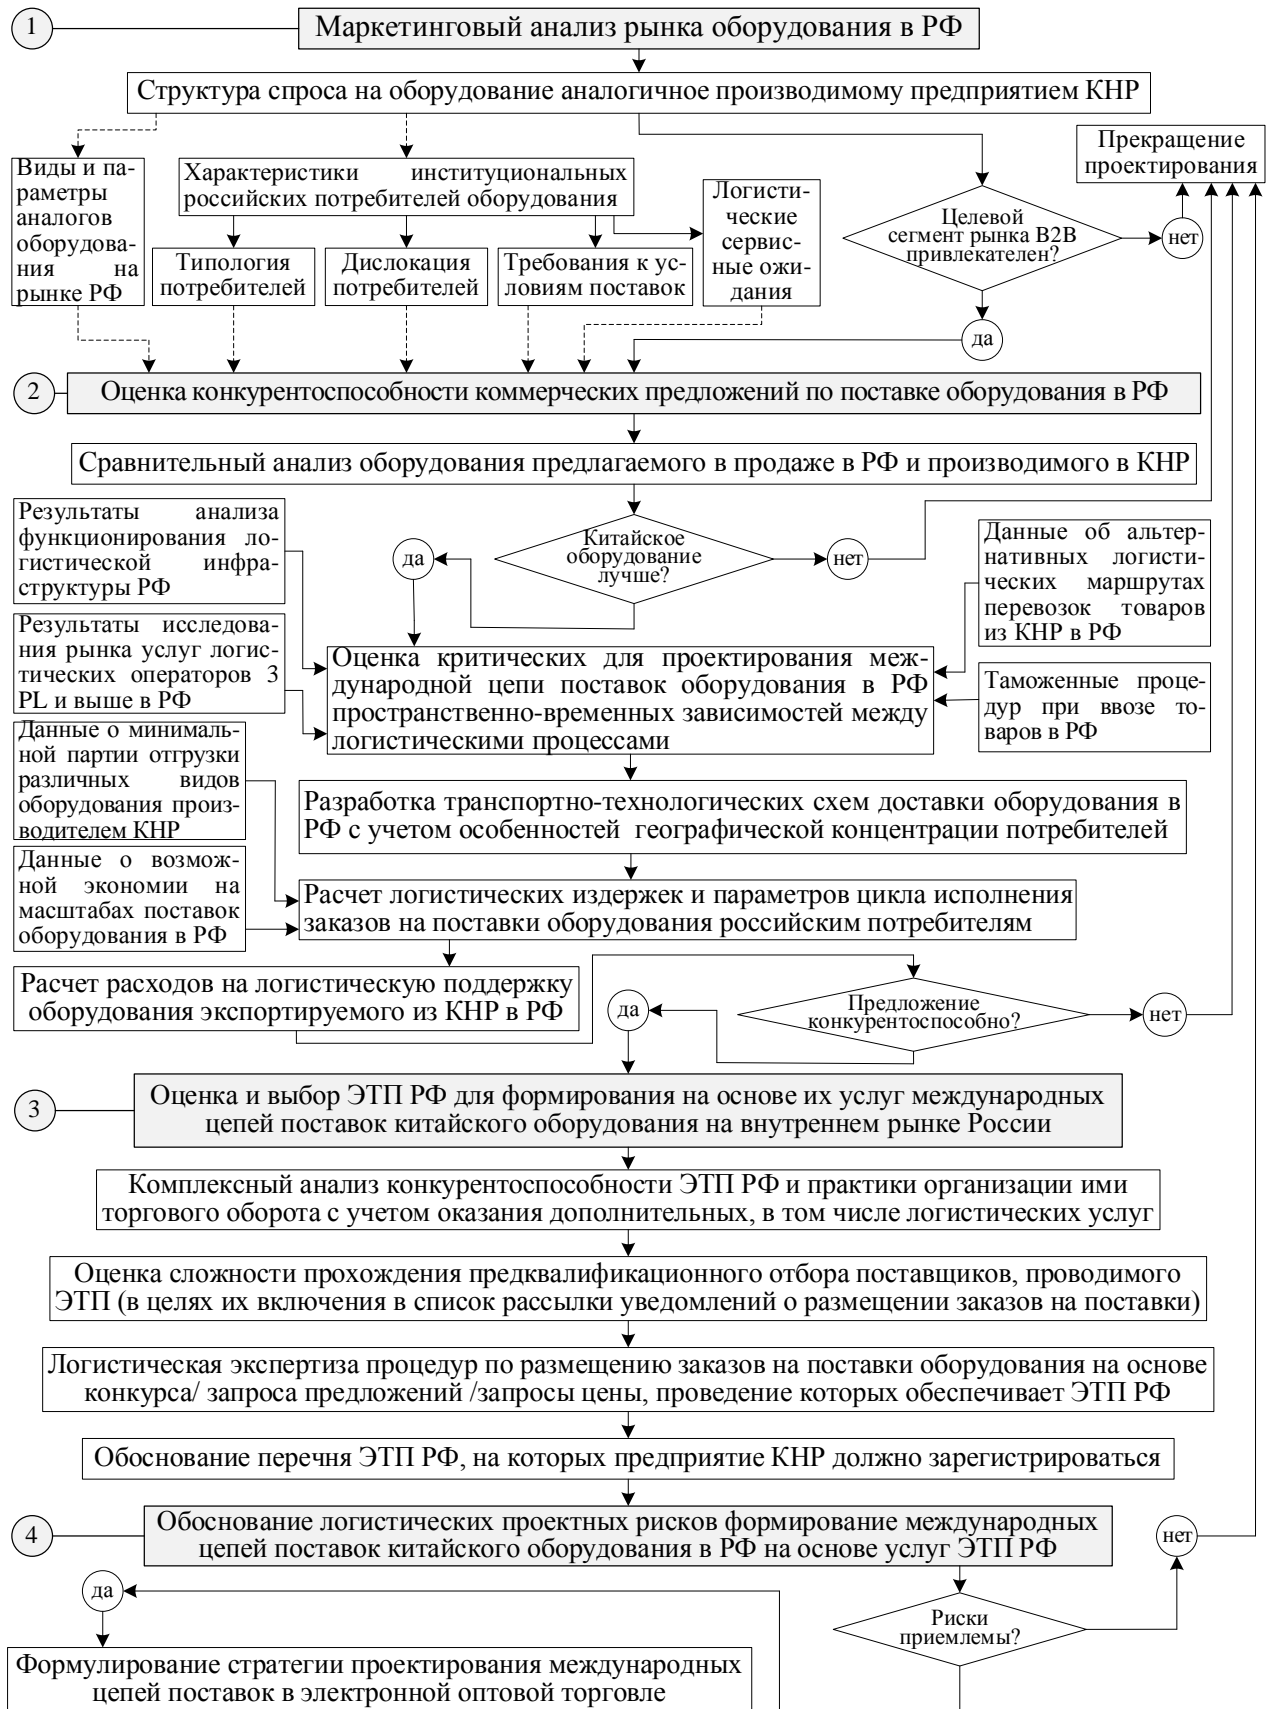 1
Маркетинговый анализ рынка оборудования в РФ
Структура спроса на оборудование аналогичное производимому предприятием КНР
Прекращение
проектирования
Виды и па-
раметры
аналогов
оборудова-
ния на
рынке РФ
Характеристики институциональных
российских потребителей оборудования
Логисти-
ческие
сервис-
ные ожи-
дания
Целевой
сегмент рынка B2B
привлекателен?
нет
Типология
потребителей
Дислокация
потребителей
Требования к ус-
ловиям поставок
да
2
Оценка конкурентоспособности коммерческих предложений по поставке оборудования в РФ
Сравнительный анализ оборудования предлагаемого в продаже в РФ и производимого в КНР
Результаты анализа
функционирования ло-
гистической инфра-
структуры РФ
да
Китайское
оборудование
лучше?
нет
Данные об альтер-
нативных логисти-
ческих маршрутах
перевозок товаров
из КНР в РФ
Результаты исследова-
ния рынка услуг логис-
тических операторов 3
PL и выше в РФ
Оценка критических для проектирования меж-
дународной цепи поставок оборудования в РФ
пространственно-временных зависимостей между
логистическими процессами
Таможенные проце-
дур при ввозе то-
варов в РФ
Данные о минималь-
ной партии отгрузки
различных видов
оборудования произ-
водителем КНР
Разработка транспортно-технологических схем доставки оборудования в
РФ с учетом особенностей географической концентрации потребителей
Данные о возмож-
ной экономии на
масштабах поставок
оборудования в РФ
Расчет логистических издержек и параметров цикла исполнения
заказов на поставки оборудования российским потребителям
Расчет расходов на логистическую поддержку
оборудования экспортируемого из КНР в РФ
да
Предложение
конкурентоспособно?
нет
3
Оценка и выбор ЭТП РФ для формирования на основе их услуг международных
цепей поставок китайского оборудования на внутреннем рынке России
Комплексный анализ конкурентоспособности ЭТП РФ и практики организации ими
торгового оборота с учетом оказания дополнительных, в том числе логистических услуг
Оценка сложности прохождения предквалификационного отбора поставщиков, проводимого
ЭТП (в целях их включения в список рассылки уведомлений о размещении заказов на поставки)
Логистическая экспертиза процедур по размещению заказов на поставки оборудования на основе
конкурса/ запроса предложений /запросы цены, проведение которых обеспечивает ЭТП РФ
Обоснование перечня ЭТП РФ, на которых предприятие КНР должно зарегистрироваться
4
Обоснование логистических проектных рисков формирование международных
цепей поставок китайского оборудования в РФ на основе услуг ЭТП РФ
нет
да
Риски
приемлемы?
Формулирование стратегии проектирования международных
цепей поставок в электронной оптовой торговле